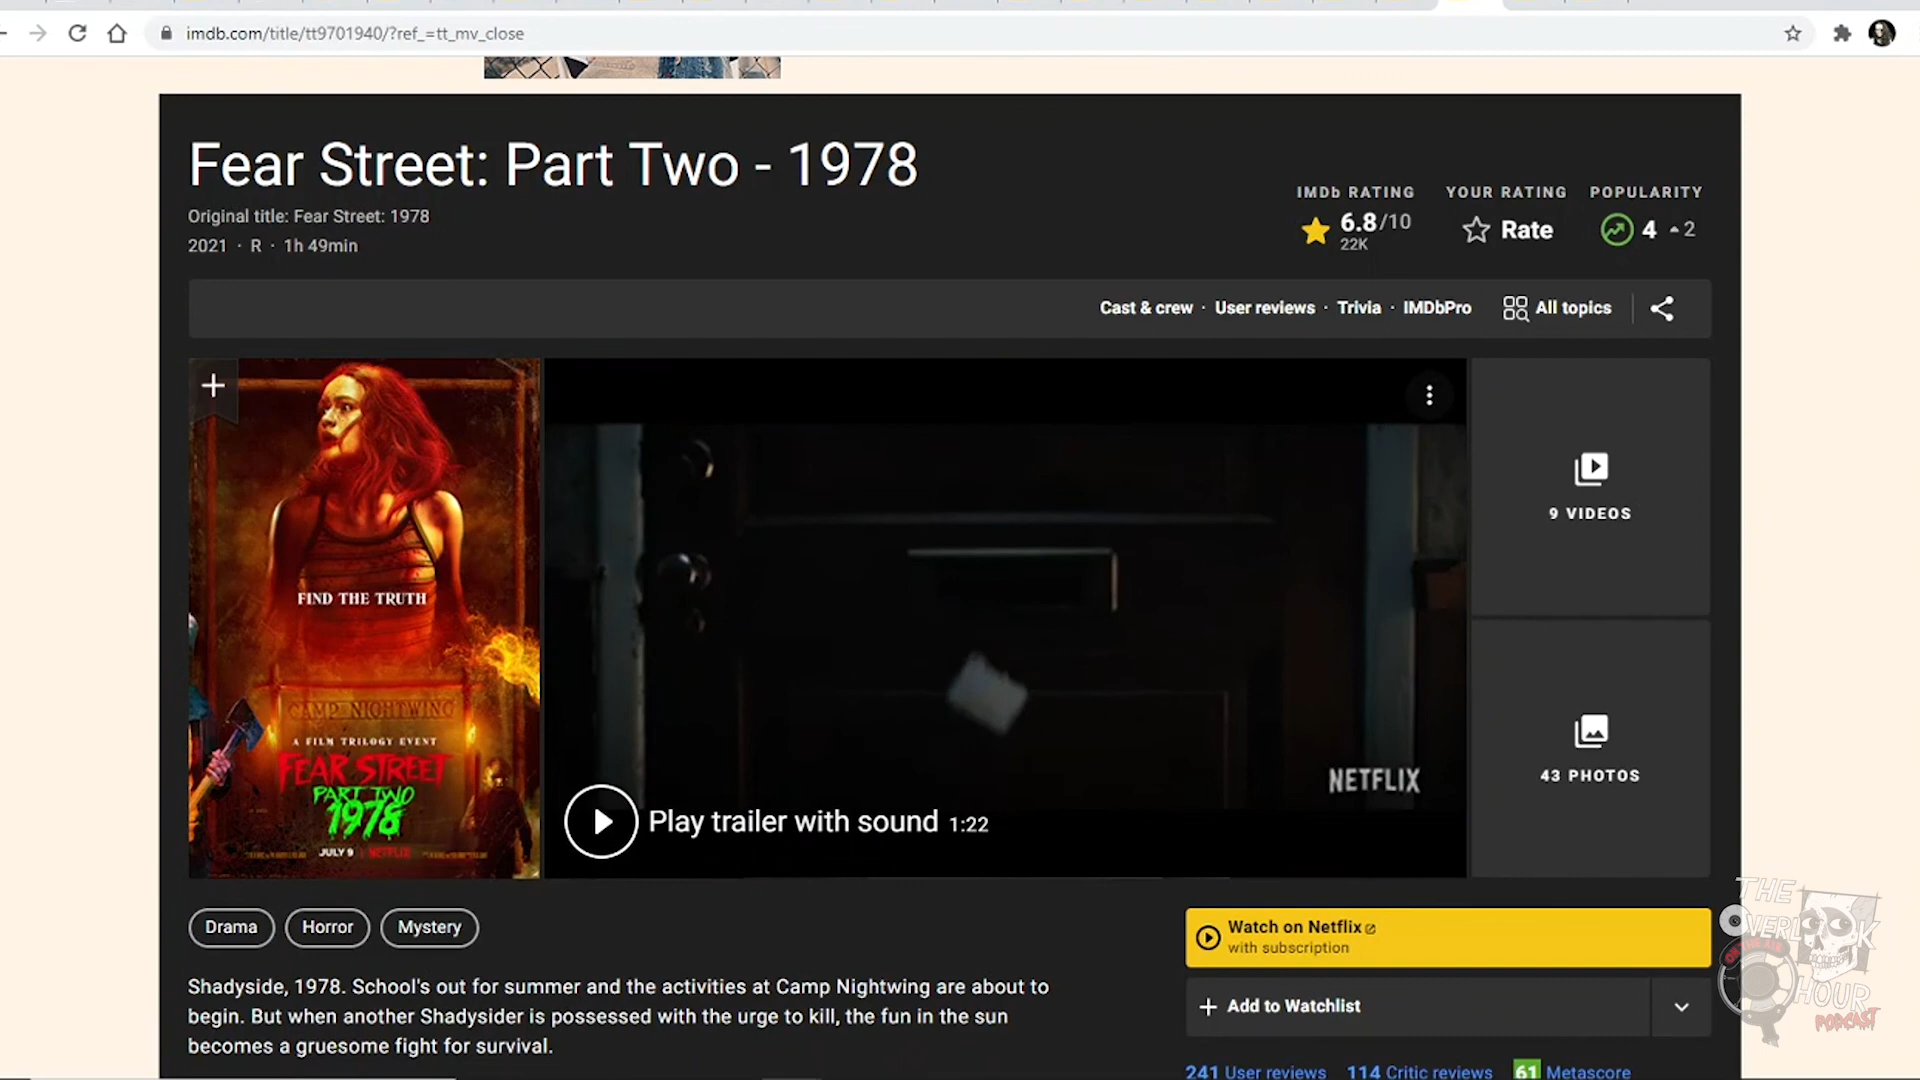 imdb.com/title/tt9701940/?ref_=tt_mv_close
Fear Street: Part Two - 1978
Original title: Fear Street: 1978
2021 · R · 1h 49min
IMDb RATING
6.8/10
22K
YOUR RATING
Rate
POPULARITY
4
2
Cast & crew · User reviews · Trivia · IMDbPro
All topics
FIND THE TRUTH
CAMP NIGHTWING
A FILM TRILOGY EVENT
FEAR STREET
PART TWO
1978
JULY 9 | NETFLIX
NETFLIX
Play trailer with sound 1:22
9 VIDEOS
43 PHOTOS
Drama
Horror
Mystery
Shadyside, 1978. School's out for summer and the activities at Camp Nightwing are about to
begin. But when another Shadysider is possessed with the urge to kill, the fun in the sun
becomes a gruesome fight for survival.
Watch on Netflix
with subscription
+ Add to Watchlist
241 User reviews
114 Critic reviews
61 Metascore
THE
OVERLOOK
ON THE AIR
HOUR
PODCAST